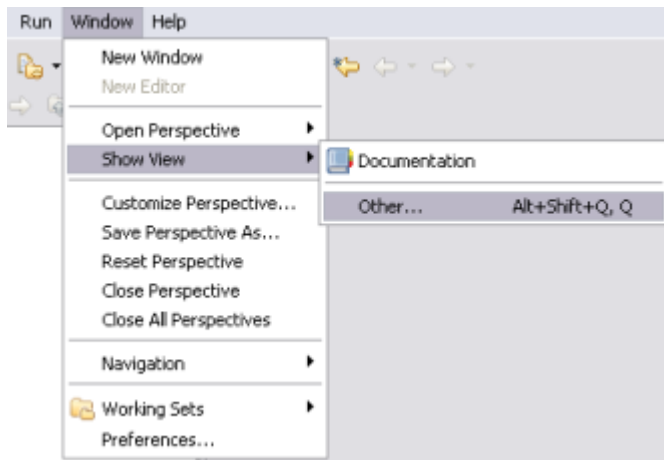 Run Window Help
New Window
New Editor
Open Perspective
Show View
Documentation
Other... Alt+Shift+Q, Q
Customize Perspective...
Save Perspective As...
Reset Perspective
Close Perspective
Close All Perspectives
Navigation
Working Sets
Preferences...